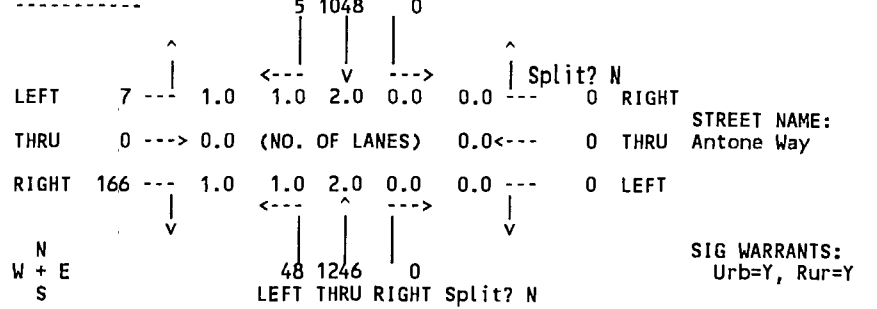 ----------- 5 1048 0
^ ^
<--- V ---> | Split? N
LEFT 7 --- 1.0 1.0 2.0 0.0 0.0 --- 0 RIGHT
STREET NAME:
THRU 0 ---> 0.0 (NO. OF LANES) 0.0<--- 0 THRU Antone Way
RIGHT 166 --- 1.0 1.0 2.0 0.0 0.0 --- 0 LEFT
<--- ^ --->
V V
N SIG WARRANTS:
W + E 48 1246 0 Urb=Y, Rur=Y
S LEFT THRU RIGHT Split? N